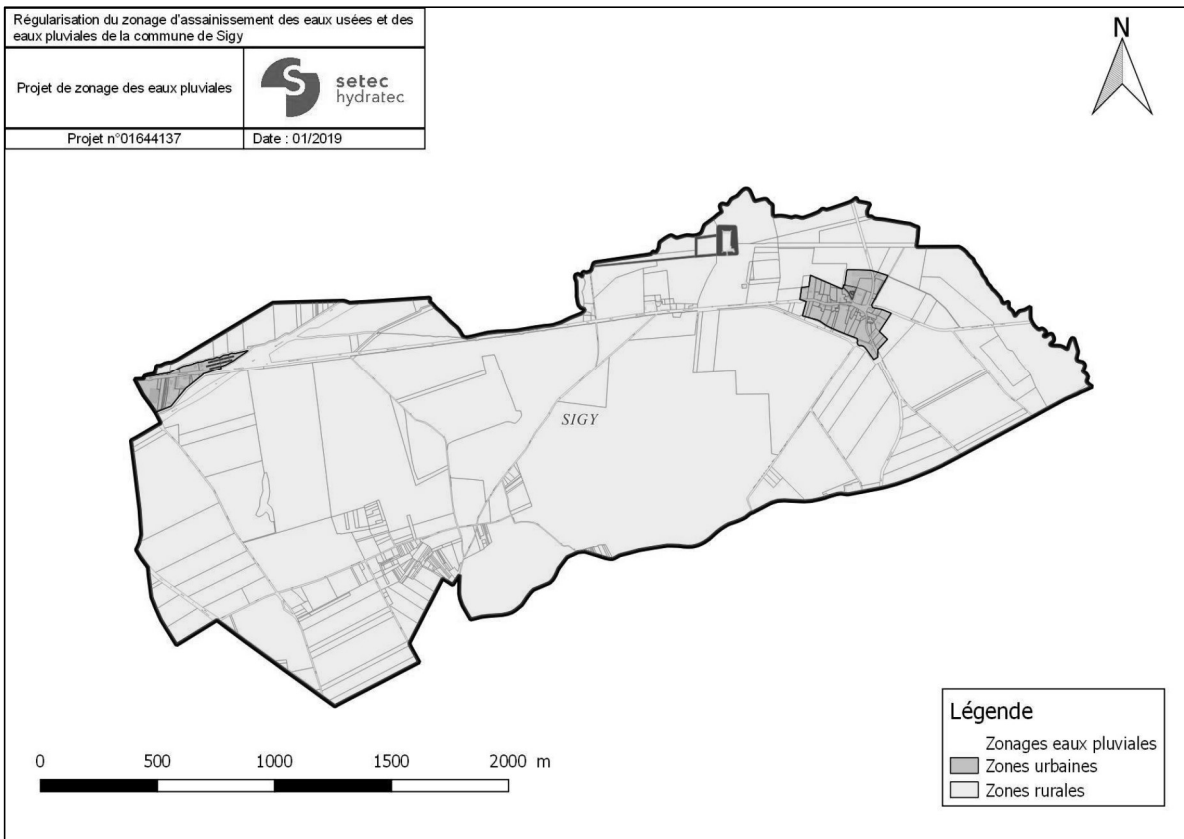 Régularisation du zonage d'assainissement des eaux usées et des
eaux pluviales de la commune de Sigy
Projet de zonage des eaux pluviales
S setec
hydratec
Projet n°01644137
Date : 01/2019
N
SIGY
0 500 1000 1500 2000 m
Légende
Zonages eaux pluviales
Zones urbaines
Zones rurales